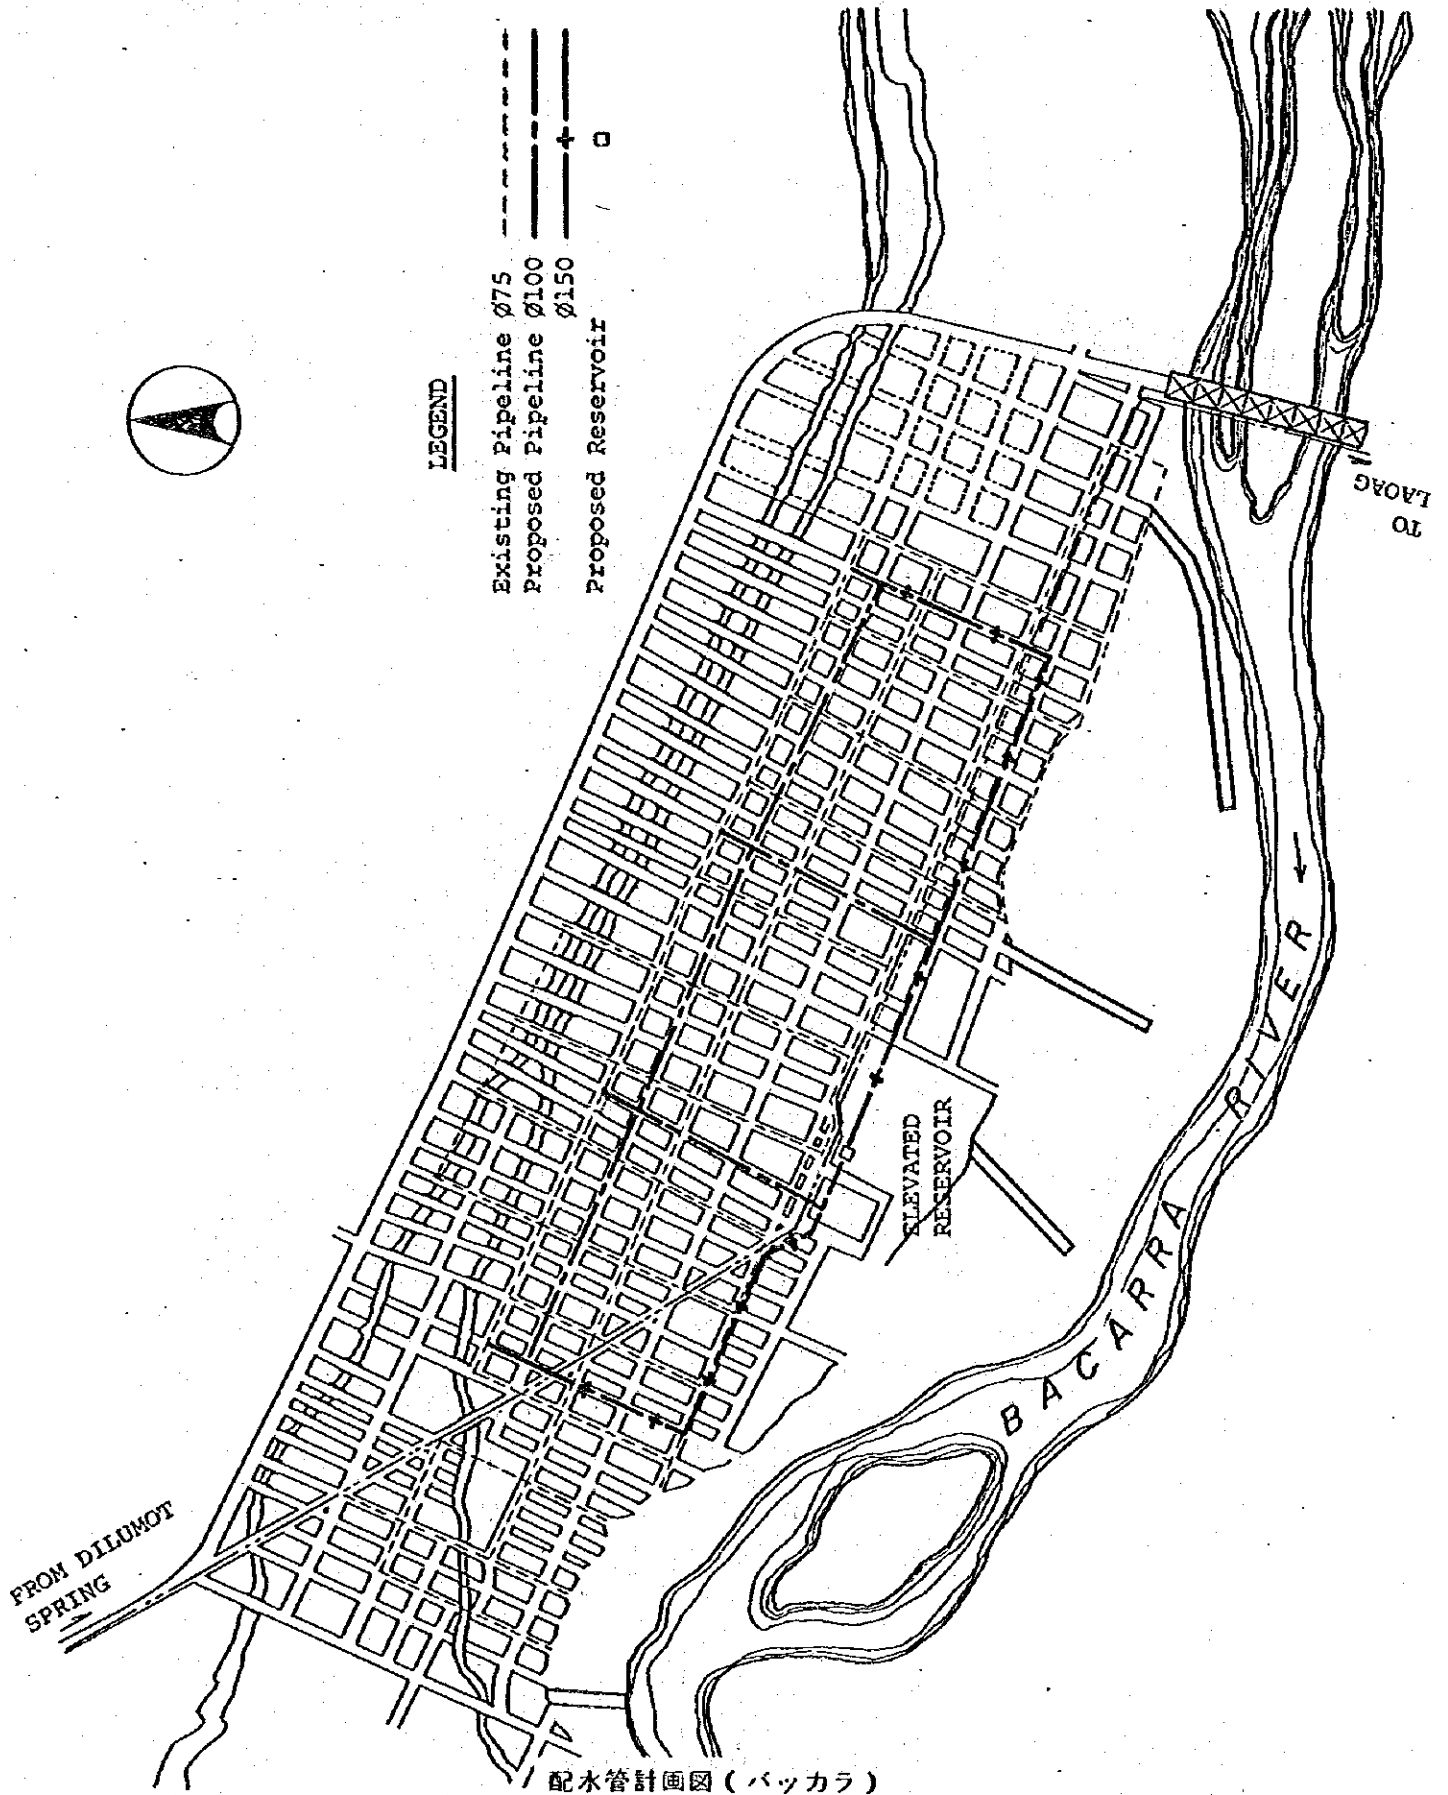 LEGEND
Existing Pipeline Ø75
Proposed Pipeline Ø100
Ø150
Proposed Reservoir
TO
LAOAG
ELEVATED
RESERVOIR
BACARRA RIVER
FROM DILUMOT
SPRING
配水管計画図(バッカラ)